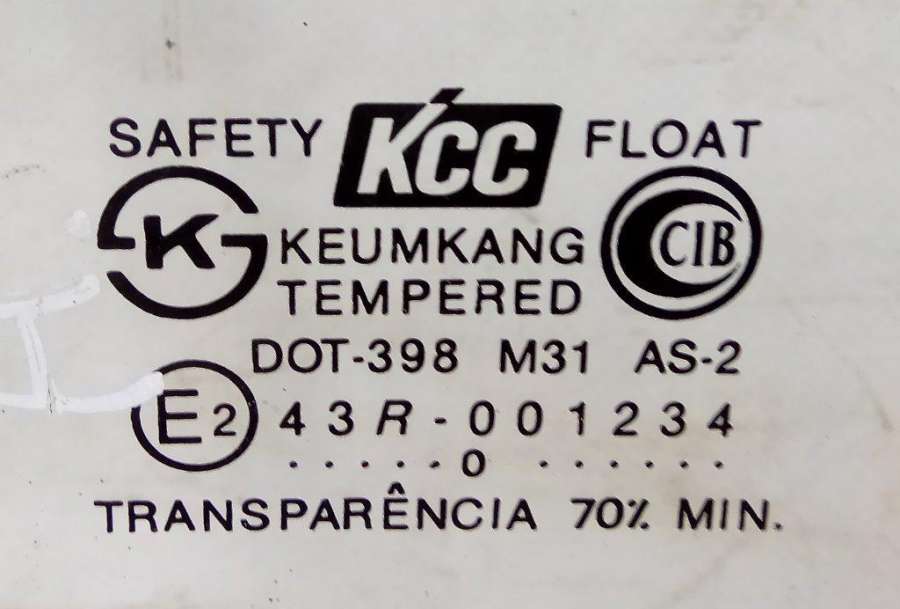 SAFETY KCC FLOAT
K KEUMKANG CIB
TEMPERED
DOT-398 M31 AS-2
E2 43R-001234
.....0......
TRANSPARÊNCIA 70% MIN.